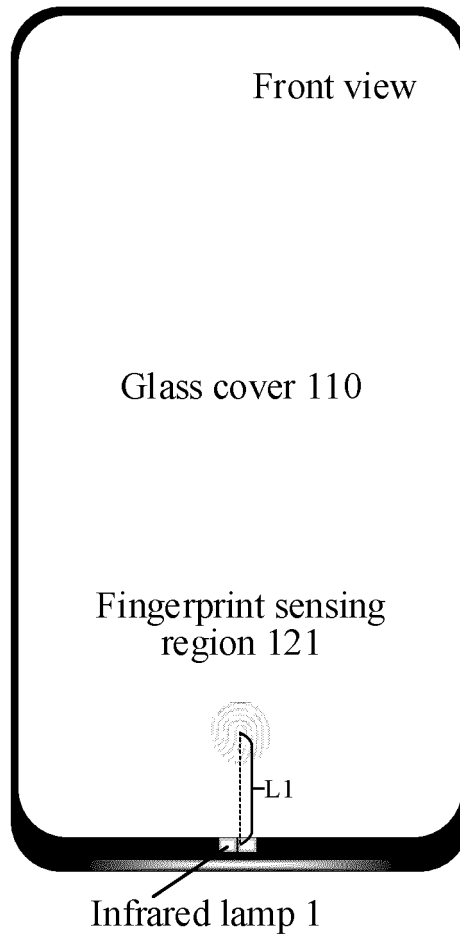 Front view
Glass cover 110
Fingerprint sensing
region 121
L1
Infrared lamp 1